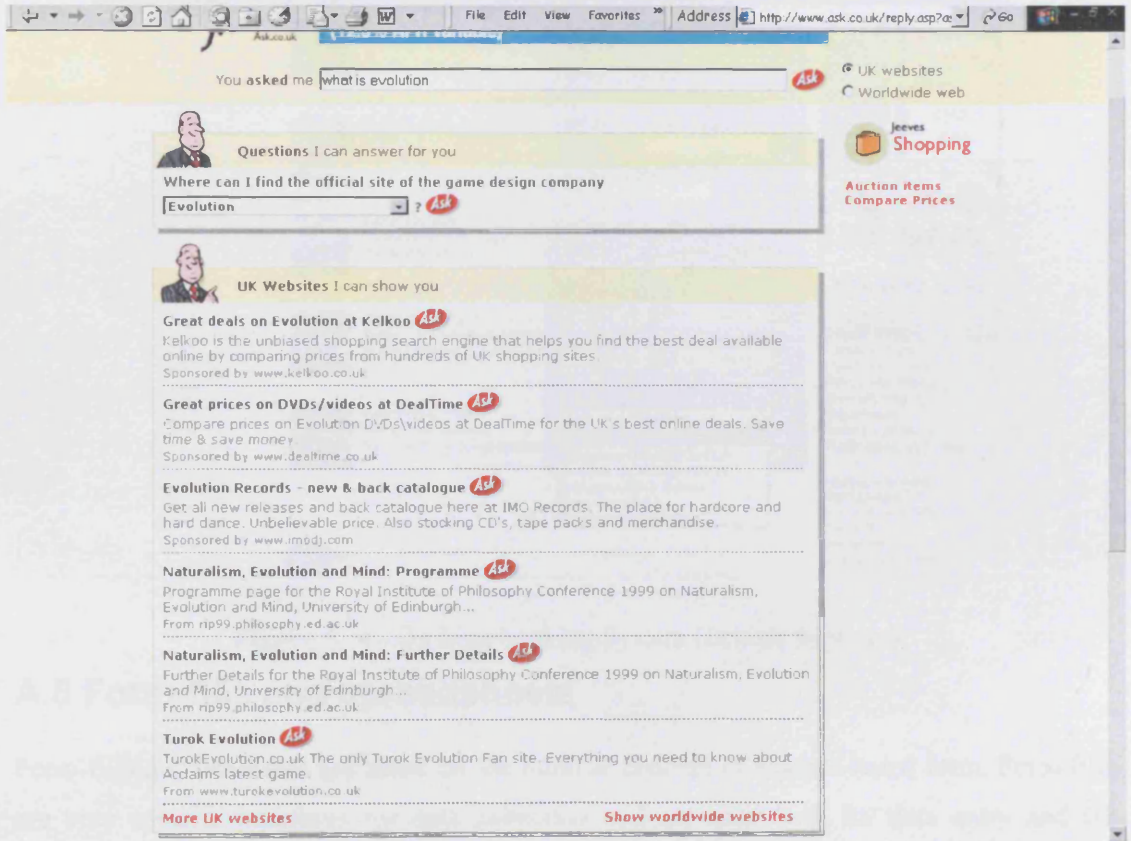 File Edit View Favorites » Address http://www.ask.co.uk/reply.asp? Go
Ask.co.uk
You asked me what is evolution Ask
UK websites
Worldwide web
Jeeves
Shopping
Auction items
Compare Prices
Questions I can answer for you
Where can I find the official site of the game design company
Evolution ? Ask
UK Websites I can show you
Great deals on Evolution at Kelkoo Ask
Kelkoo is the unbiased shopping search engine that helps you find the best deal available
online by comparing prices from hundreds of UK shopping sites.
Sponsored by www.kelkoo.co.uk
Great prices on DVDs/videos at DealTime Ask
Compare prices on Evolution DVDs\videos at DealTime for the UK's best online deals. Save
time & save money.
Sponsored by www.dealtime.co.uk
Evolution Records - new & back catalogue Ask
Get all new releases and back catalogue here at IMO Records. The place for hardcore and
hard dance. Unbelievable price. Also stocking CD's, tape packs and merchandise.
Sponsored by www.imodj.com
Naturalism, Evolution and Mind: Programme Ask
Programme page for the Royal Institute of Philosophy Conference 1999 on Naturalism,
Evolution and Mind, University of Edinburgh...
From rip99.philosophy.ed.ac.uk
Naturalism, Evolution and Mind: Further Details Ask
Further Details for the Royal Institute of Philosophy Conference 1999 on Naturalism, Evolution
and Mind, University of Edinburgh...
From rip99.philosophy.ed.ac.uk
Turok Evolution Ask
TurokEvolution.co.uk The only Turok Evolution Fan site. Everything you need to know about
Acclaims latest game.
From www.turokevolution.co.uk
More UK websites Show worldwide websites